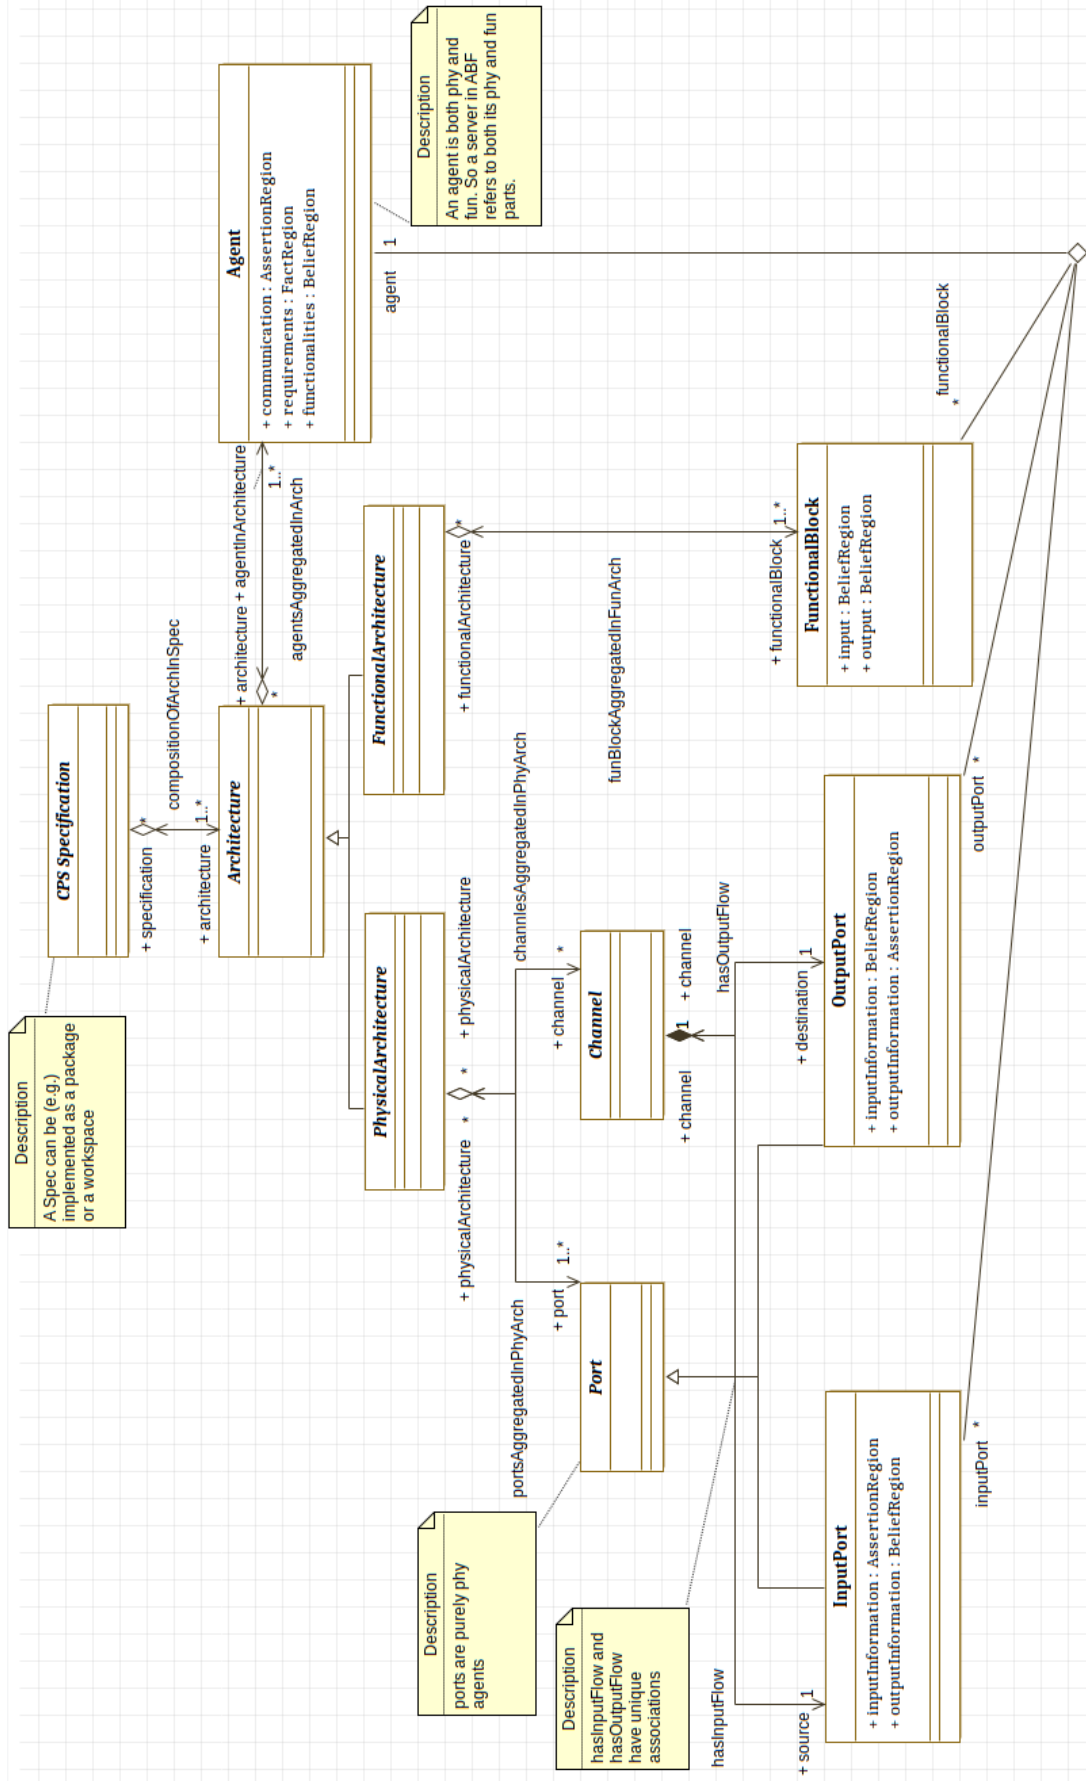 Description
A Spec can be (e.g.)
implemented as a package
or a workspace
CPS Specification
+ specification
*
compositionOfArchInSpec
+ architecture
1..*
Architecture
+ architecture
+ agentInArchitecture
*
1..*
agentsAggregatedInArch
Agent
+ communication : AssertionRegion
+ requirements : FactRegion
+ functionalities : BeliefRegion
Description
An agent is both phy and
fun. So a server in ABF
refers to both its phy and fun
parts.
agent
1
PhysicalArchitecture
FunctionalArchitecture
+ physicalArchitecture
*
*
+ physicalArchitecture
+ functionalArchitecture
*
portsAggregatedInPhyArch
channlesAggregatedInPhyArch
funBlockAggregatedInFunArch
+ port
1..*
+ channel
*
Description
ports are purely phy
agents
Port
Channel
+ channel
1
+ channel
Description
hasInputFlow and
hasOutputFlow
have unique
associations
hasInputFlow
hasOutputFlow
+ source
1
+ destination
1
+ functionalBlock
1..*
InputPort
+ inputInformation : AssertionRegion
+ outputInformation : BeliefRegion
OutputPort
+ inputInformation : BeliefRegion
+ outputInformation : AssertionRegion
FunctionalBlock
+ input : BeliefRegion
+ output : BeliefRegion
inputPort
*
outputPort
*
functionalBlock
*